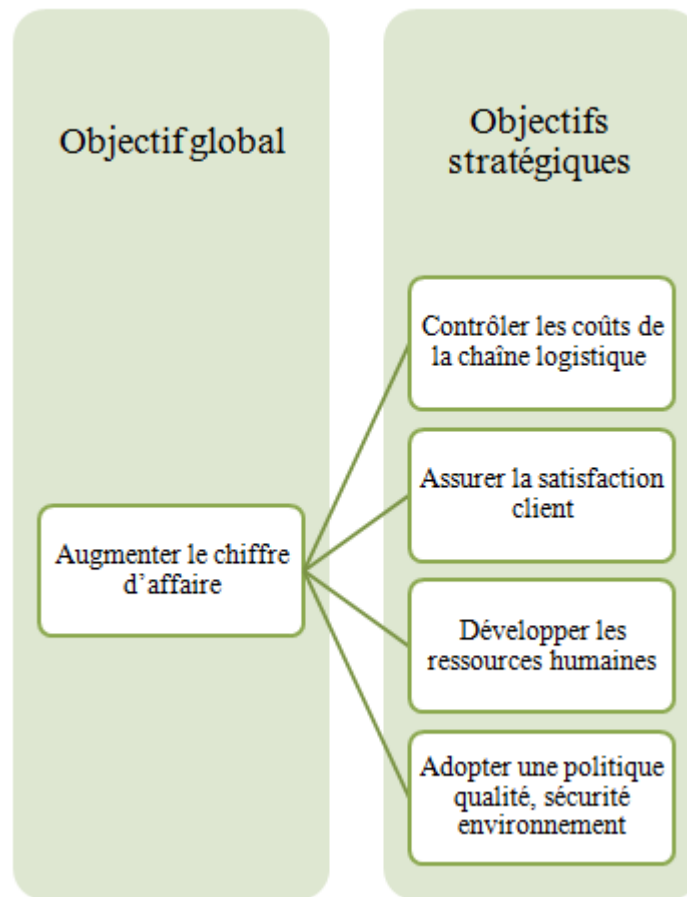 Objectif global
Objectifs
stratégiques
Augmenter le chiffre
d’affaire
Contrôler les coûts de
la chaîne logistique
Assurer la satisfaction
client
Développer les
ressources humaines
Adopter une politique
qualité, sécurité
environnement